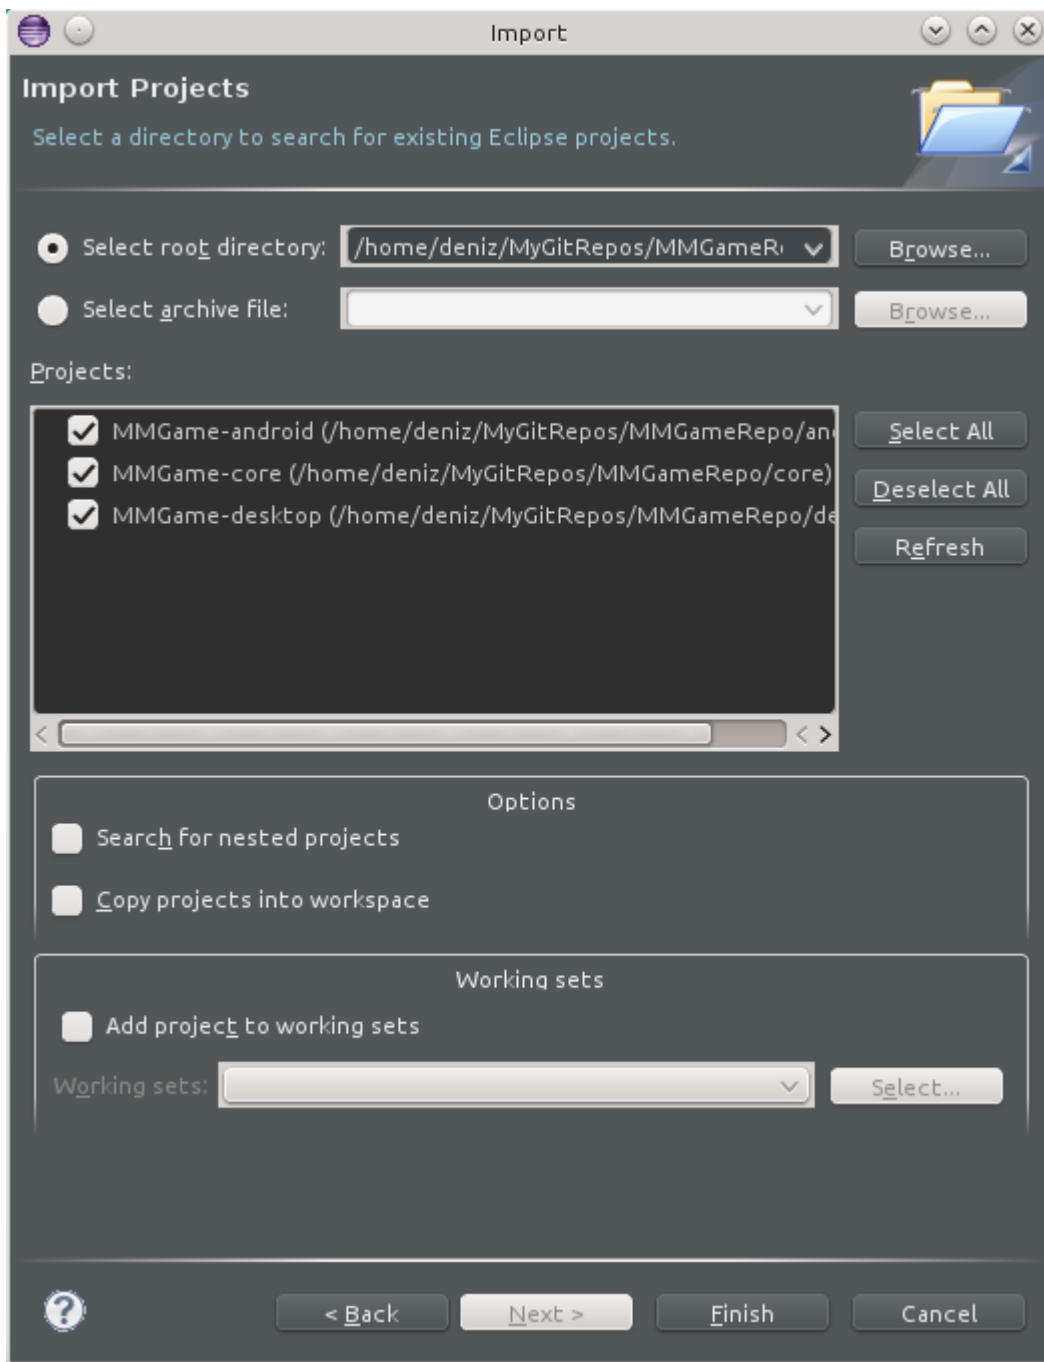 Import
Import Projects
Select a directory to search for existing Eclipse projects.
Select root directory: /home/deniz/MyGitRepos/MMGameR Browse...
Select archive file: Browse...
Projects:
MMGame-android (/home/deniz/MyGitRepos/MMGameRepo/an Select All
MMGame-core (/home/deniz/MyGitRepos/MMGameRepo/core) Deselect All
MMGame-desktop (/home/deniz/MyGitRepos/MMGameRepo/de
Refresh
Options
Search for nested projects
Copy projects into workspace
Working sets
Add project to working sets
Working sets: Select...
? < Back Next > Finish Cancel